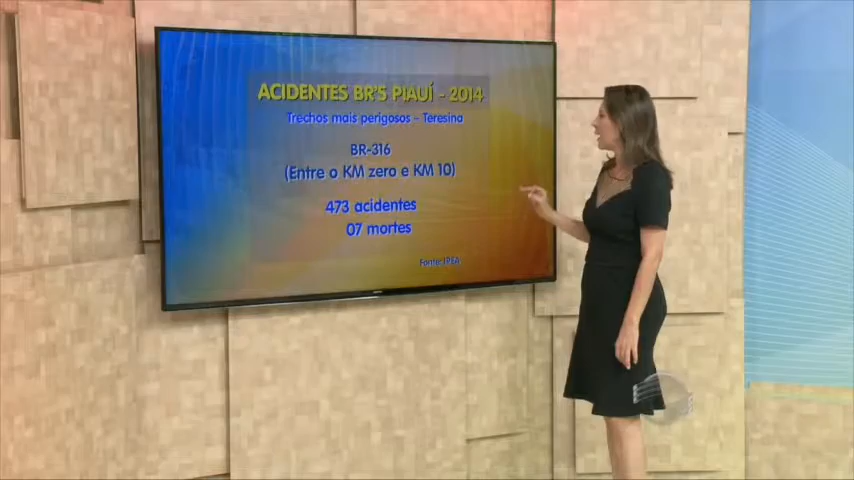 ACIDENTES BR'S PIAUÍ - 2014
Trechos mais perigosos - Teresina
BR-316
(Entre o KM zero e KM 10)
473 acidentes
07 mortes
Fonte: IPEA